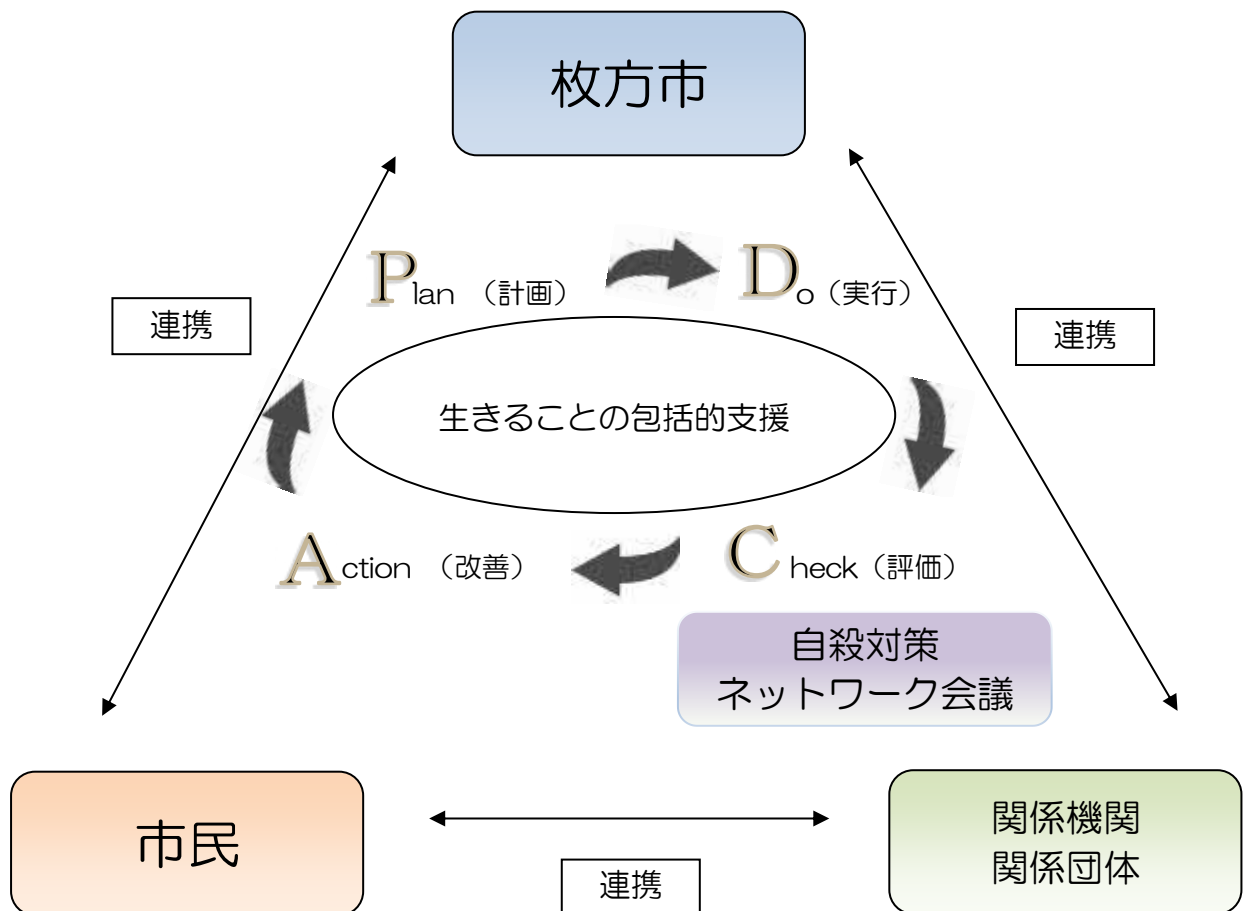 枚方市
Plan （計画）
Do（実行）
連携
連携
生きることの包括的支援
Action （改善）
Check（評価）
自殺対策
ネットワーク会議
市民
関係機関
関係団体
連携